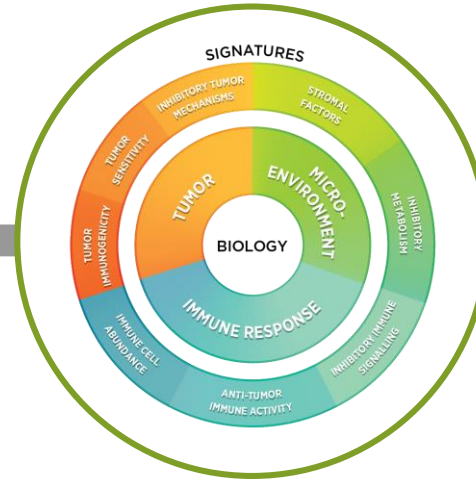 SIGNATURES
INHIBITORY TUMOR
MECHANISMS
STROMAL
FACTORS
TUMOR
SENSITIVITY
INHIBITORY
METABOLISM
TUMOR
IMMUNOGENICITY
TUMOR
MICRO-
ENVIRONMENT
BIOLOGY
IMMUNE RESPONSE
IMMUNE CELL
ABUNDANCE
ANTI-TUMOR
IMMUNE ACTIVITY
INHIBITORY IMMUNE
SIGNALLING